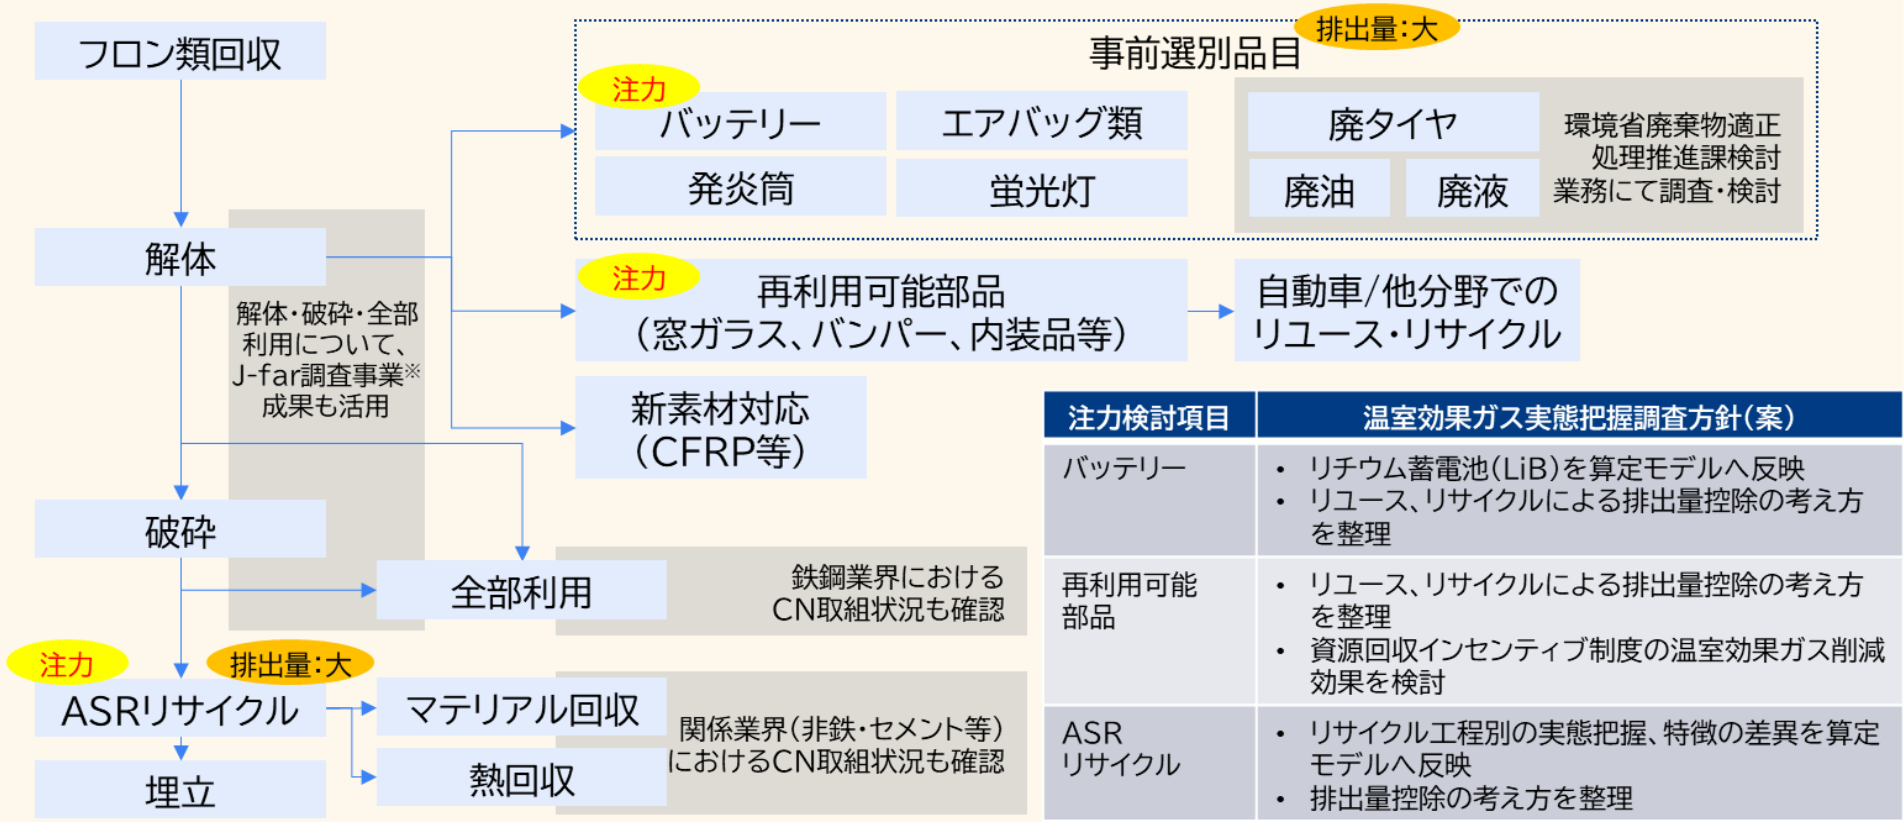 フロン類回収
解体
解体・破砕・全部
利用について、
J-far調査事業※
成果も活用
破砕
全部利用
鉄鋼業界における
CN取組状況も確認
注力
排出量：大
ASRリサイクル
マテリアル回収
熱回収
関係業界（非鉄・セメント等）
におけるCN取組状況も確認
埋立
排出量：大
事前選別品目
注力
バッテリー
エアバッグ類
発炎筒
蛍光灯
廃タイヤ
廃油
廃液
環境省廃棄物適正
処理推進課検討
業務にて調査・検討
注力
再利用可能部品
（窓ガラス、バンパー、内装品等）
自動車/他分野での
リユース・リサイクル
新素材対応
（CFRP等）
注力検討項目
温室効果ガス実態把握調査方針（案）
バッテリー
• リチウム蓄電池（LiB）を算定モデルへ反映
• リユース、リサイクルによる排出量控除の考え方
を整理
再利用可能
部品
• リユース、リサイクルによる排出量控除の考え方
を整理
• 資源回収インセンティブ制度の温室効果ガス削減
効果を検討
ASR
リサイクル
• リサイクル工程別の実態把握、特徴の差異を算定
モデルへ反映
• 排出量控除の考え方を整理